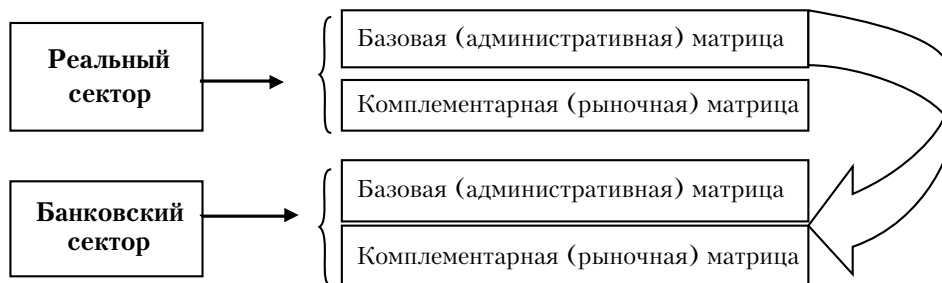 Реальный
сектор
Базовая (административная) матрица
Комплементарная (рыночная) матрица
Банковский
сектор
Базовая (административная) матрица
Комплементарная (рыночная) матрица